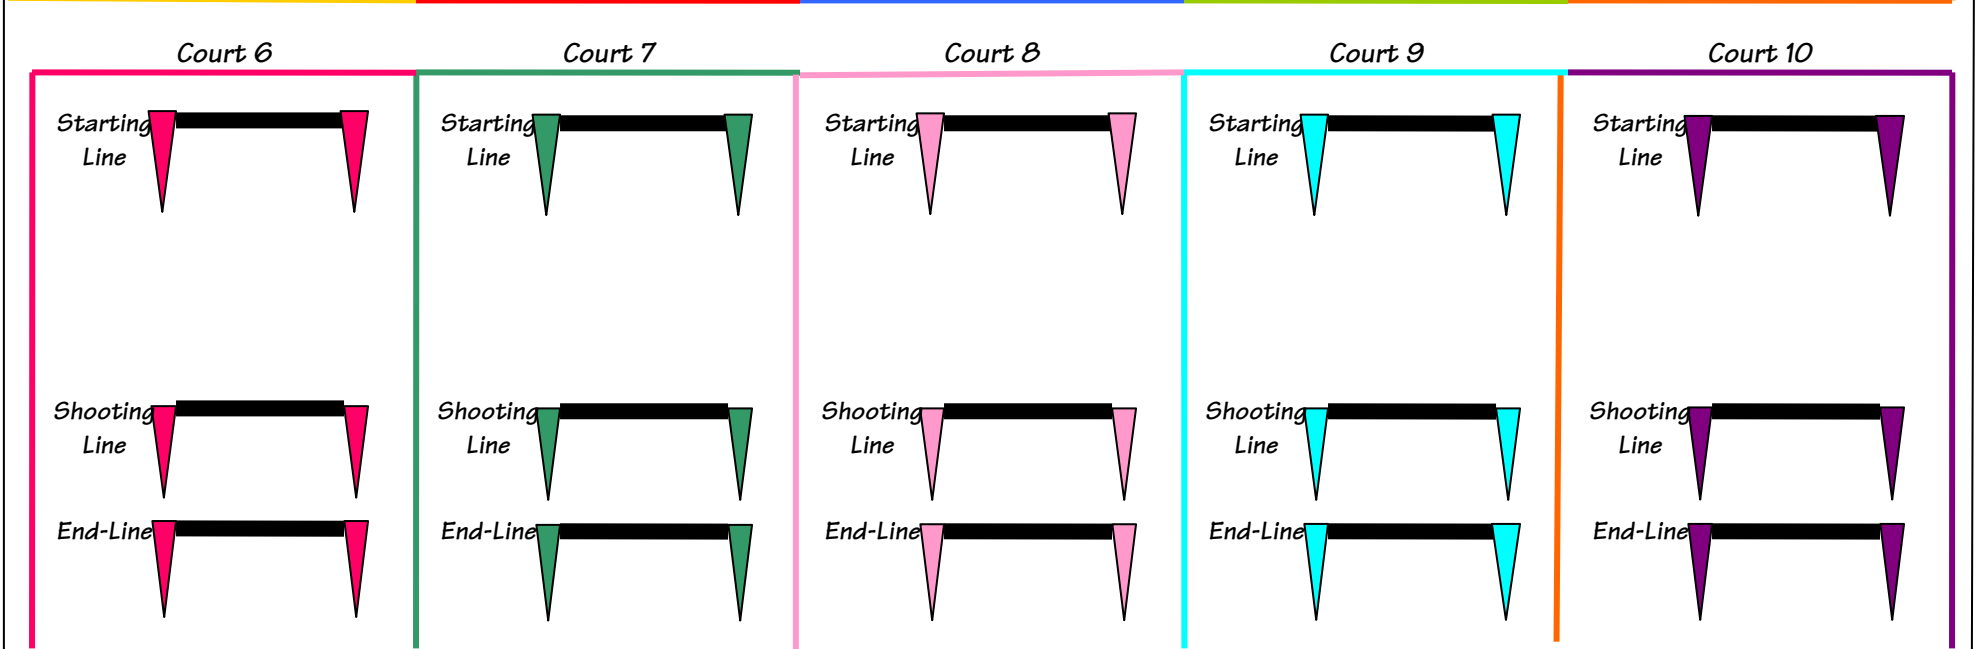 Court 6
Court 7
Court 8
Court 9
Court 10
Starting
Line
Starting
Line
Starting
Line
Starting
Line
Starting
Line
Shooting
Line
Shooting
Line
Shooting
Line
Shooting
Line
Shooting
Line
End-Line
End-Line
End-Line
End-Line
End-Line